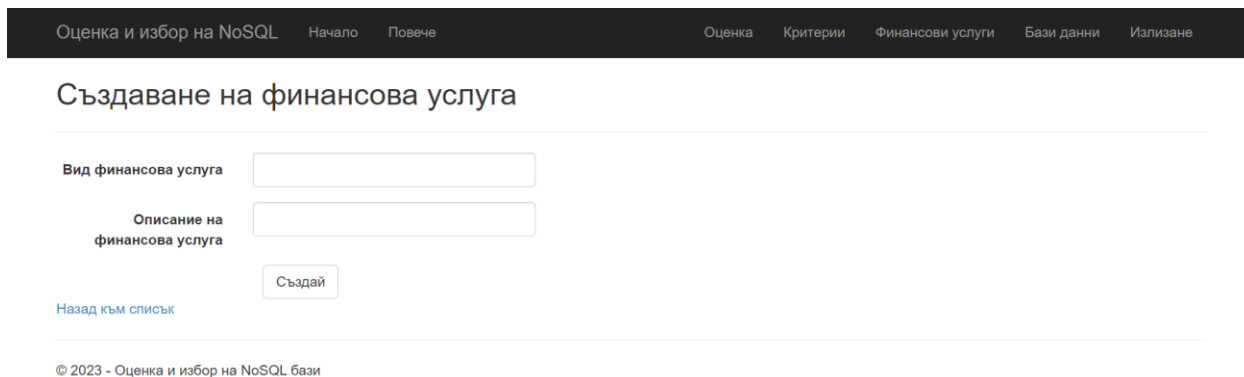 Оценка и избор на NoSQL Начало Повече Оценка Критерии Финансови услуги Бази данни Излизане
Създаване на финансова услуга
Вид финансова услуга
Описание на
финансова услуга
Създай
Назад към списък
© 2023 - Оценка и избор на NoSQL бази